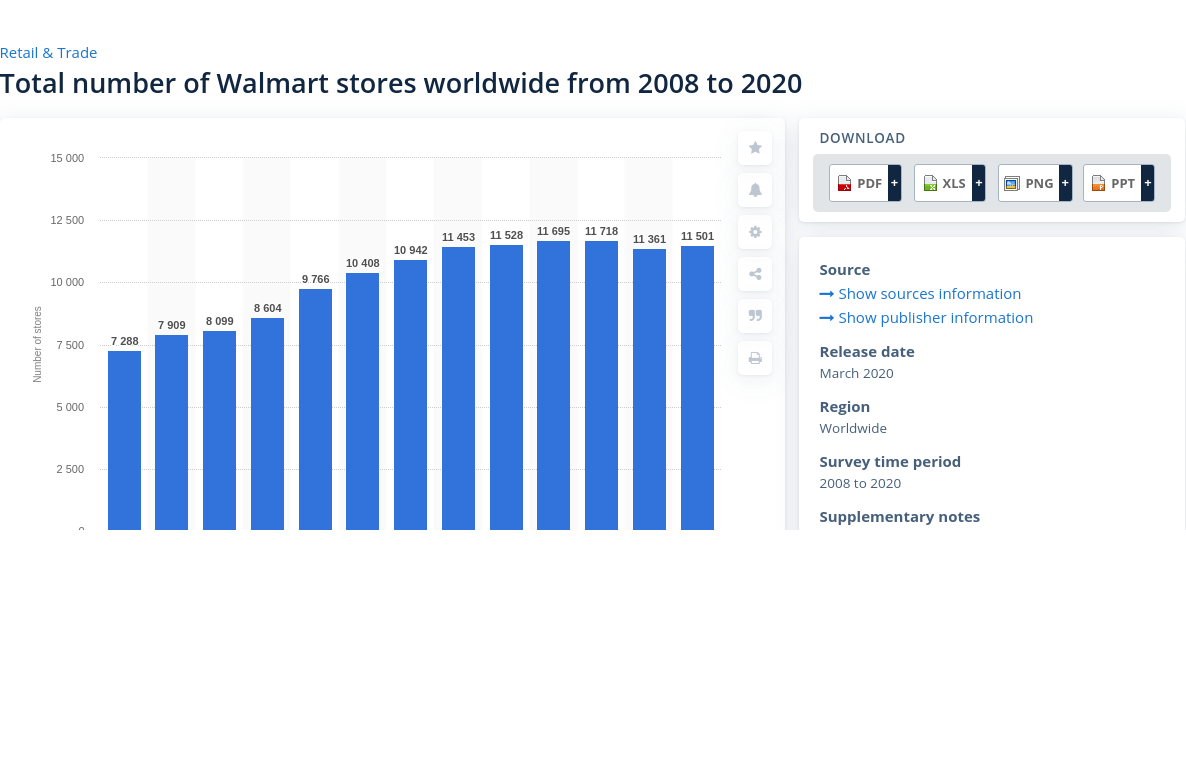 Retail & Trade
Total number of Walmart stores worldwide from 2008 to 2020
15 000
12 500
10 000
7 500
5 000
2 500
0
Number of stores
7 288
7 909
8 099
8 604
9 766
10 408
10 942
11 453
11 528
11 695
11 718
11 361
11 501
DOWNLOAD
PDF + XLS + PNG + PPT +
Source
Show sources information
Show publisher information
Release date
March 2020
Region
Worldwide
Survey time period
2008 to 2020
Supplementary notes